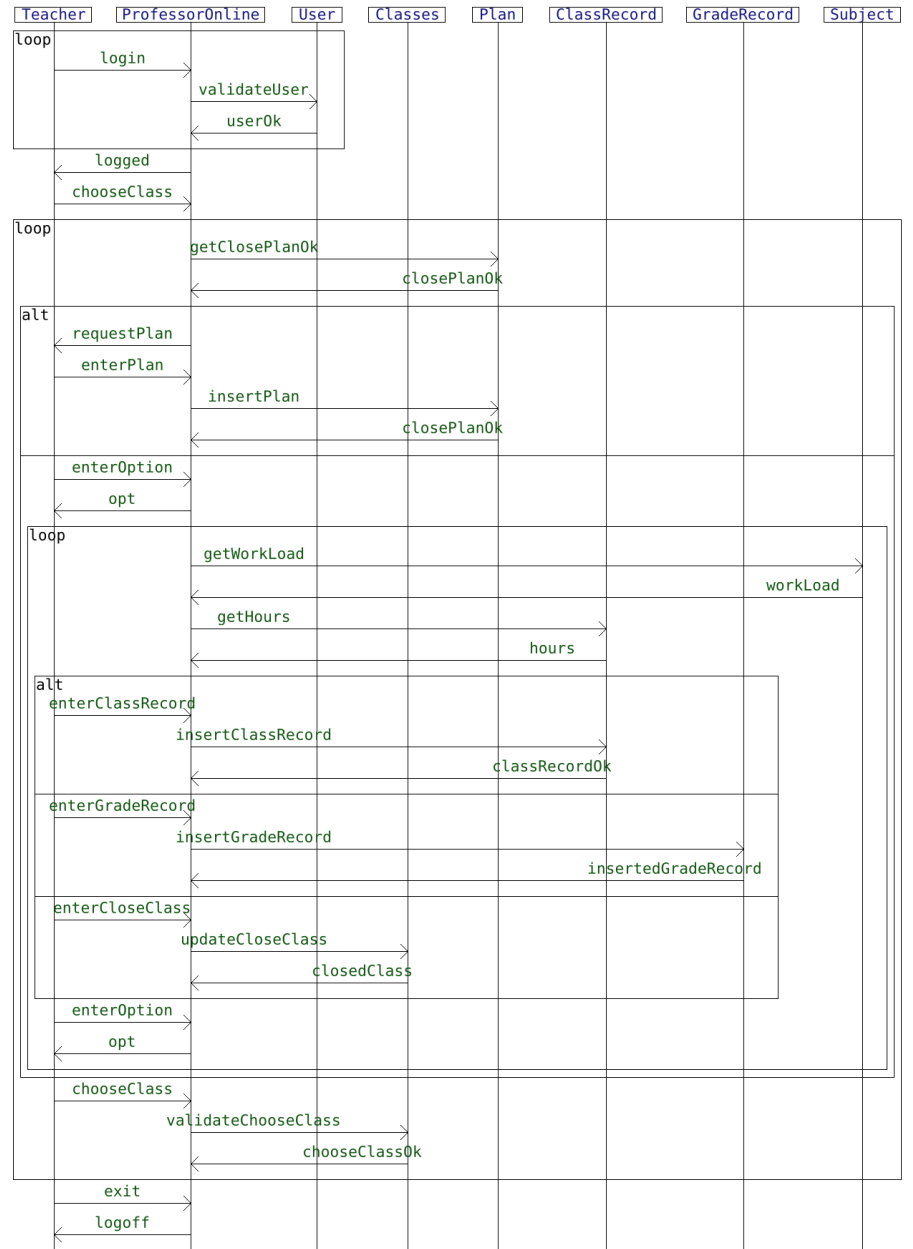 Teacher ProfessorOnline User Classes Plan ClassRecord GradeRecord Subject
loop
login
validateUser
userOk
logged
chooseClass
loop
getClosePlanOk
closePlanOk
alt
requestPlan
enterPlan
insertPlan
closePlanOk
enterOption
opt
loop
getWorkLoad
workLoad
getHours
hours
alt
enterClassRecord
insertClassRecord
classRecordOk
enterGradeRecord
insertGradeRecord
insertedGradeRecord
enterCloseClass
updateCloseClass
closedClass
enterOption
opt
chooseClass
validateChooseClass
chooseClassOk
exit
logoff